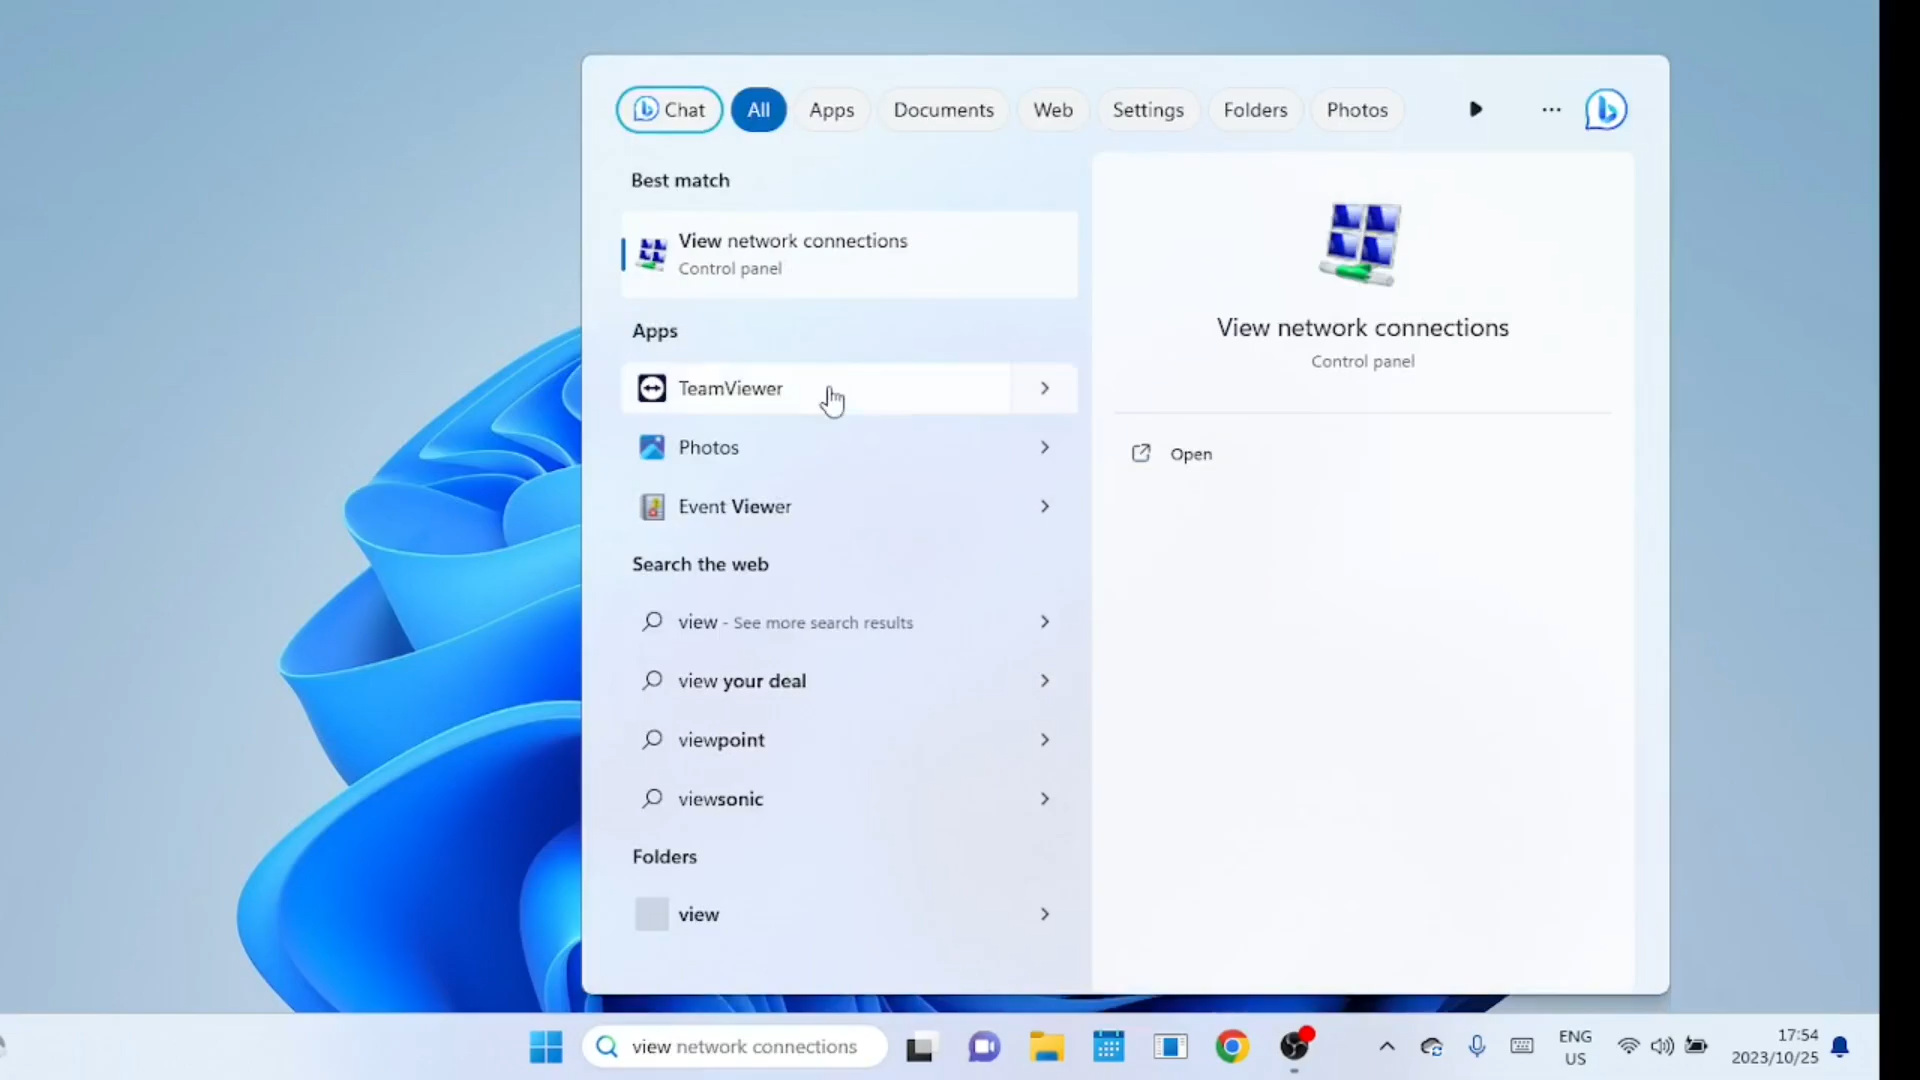 Chat
All
Apps
Documents
Web
Settings
Folders
Photos
Best match
View network connections
Control panel
Apps
TeamViewer
Photos
Event Viewer
Search the web
view - See more search results
view your deal
viewpoint
viewsonic
Folders
view
View network connections
Control panel
Open
view network connections
ENG
US
17:54
2023/10/25